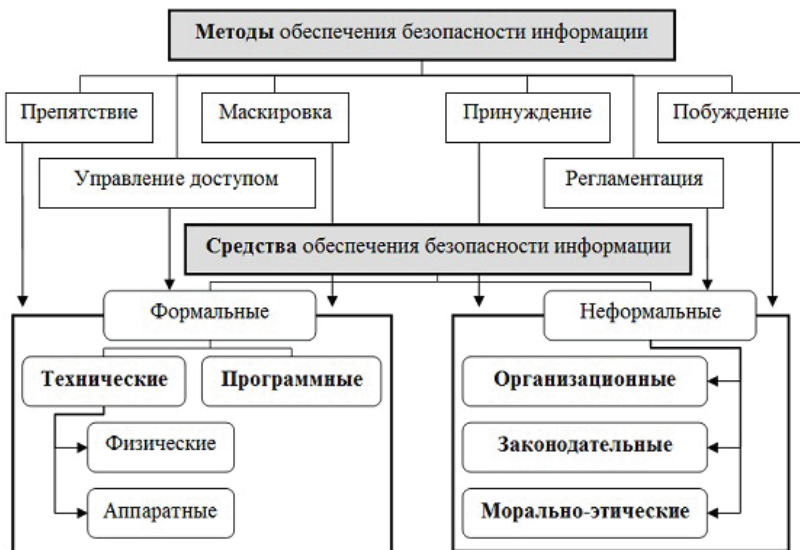 Методы обеспечения безопасности информации
Препятствие
Маскировка
Принуждение
Побуждение
Управление доступом
Регламентация
Средства обеспечения безопасности информации
Формальные
Неформальные
Технические
Программные
Организационные
Физические
Законодательные
Аппаратные
Морально-этические